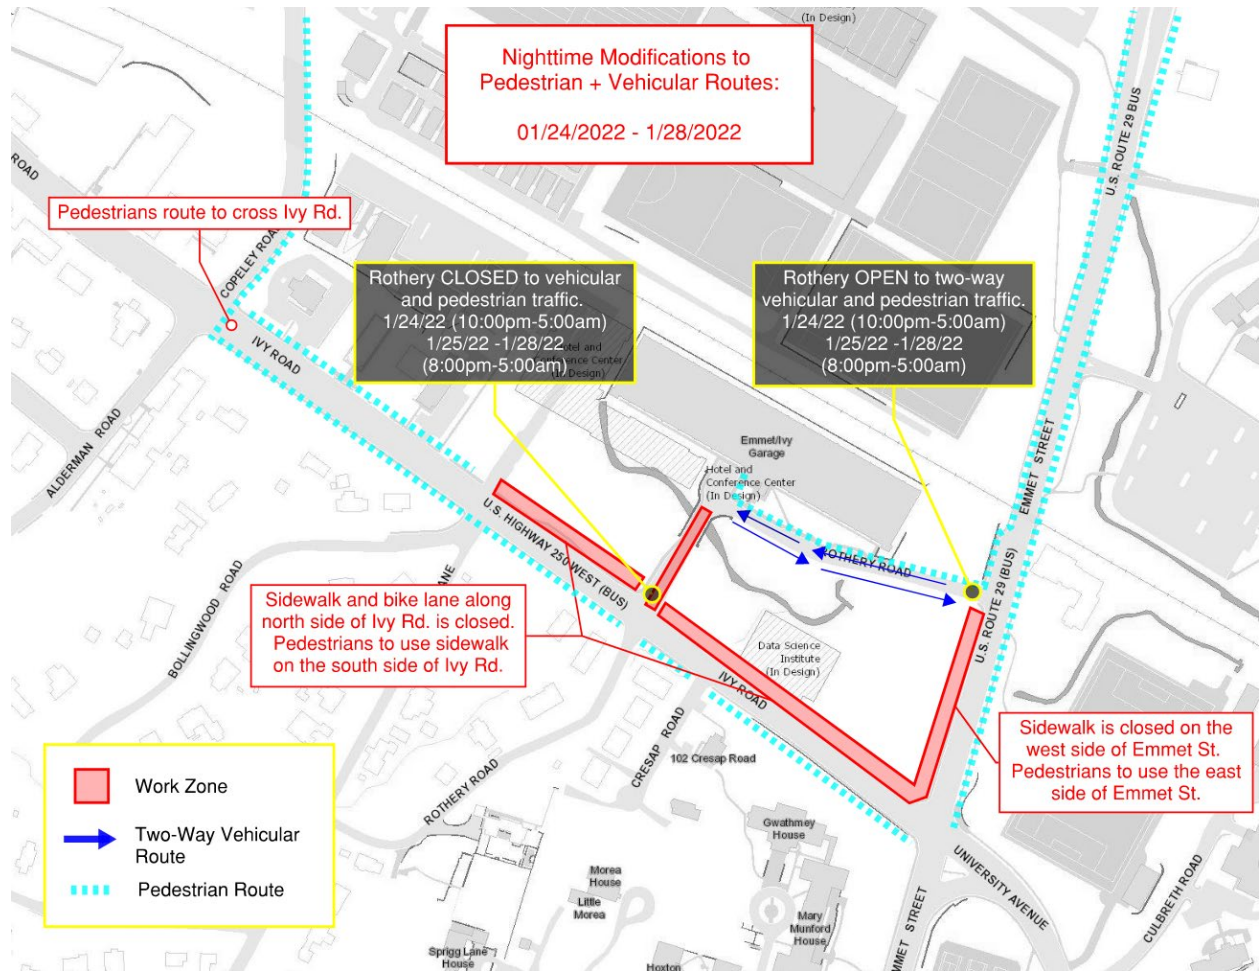 (In Design)
Nighttime Modifications to
Pedestrian + Vehicular Routes:
01/24/2022 - 1/28/2022
U.S. ROUTE 29 BUS
ROAD
Pedestrians route to cross Ivy Rd.
COPELEY ROAD
Rothery CLOSED to vehicular
and pedestrian traffic.
1/24/22 (10:00pm-5:00am)
1/25/22 -1/28/22
(8:00pm-5:00am)
Hotel and
Conference Center
(In Design)
Rothery OPEN to two-way
vehicular and pedestrian traffic.
1/24/22 (10:00pm-5:00am)
1/25/22 -1/28/22
(8:00pm-5:00am)
IVY ROAD
ALDERMAN ROAD
Emmet/Ivy
Garage
EMMET STREET
Hotel and
Conference Center
(In Design)
U.S. HIGHWAY 250 WEST (BUS)
ROTHERY ROAD
U.S. ROUTE 29 (BUS)
BOLLINGWOOD ROAD
LANE
Sidewalk and bike lane along
north side of Ivy Rd. is closed.
Pedestrians to use sidewalk
on the south side of Ivy Rd.
Data Science
Institute
(In Design)
IVY ROAD
Sidewalk is closed on the
west side of Emmet St.
Pedestrians to use the east
side of Emmet St.
CRESAP ROAD
102 Cresap Road
ROTHERY ROAD
Work Zone
Two-Way Vehicular
Route
Pedestrian Route
Gwathmey
House
Morea
House
Little
Morea
Mary
Munford
House
UNIVERSITY AVENUE
CULBRETH ROAD
EMMET STREET
Sprigg Lane
House
Hoxton